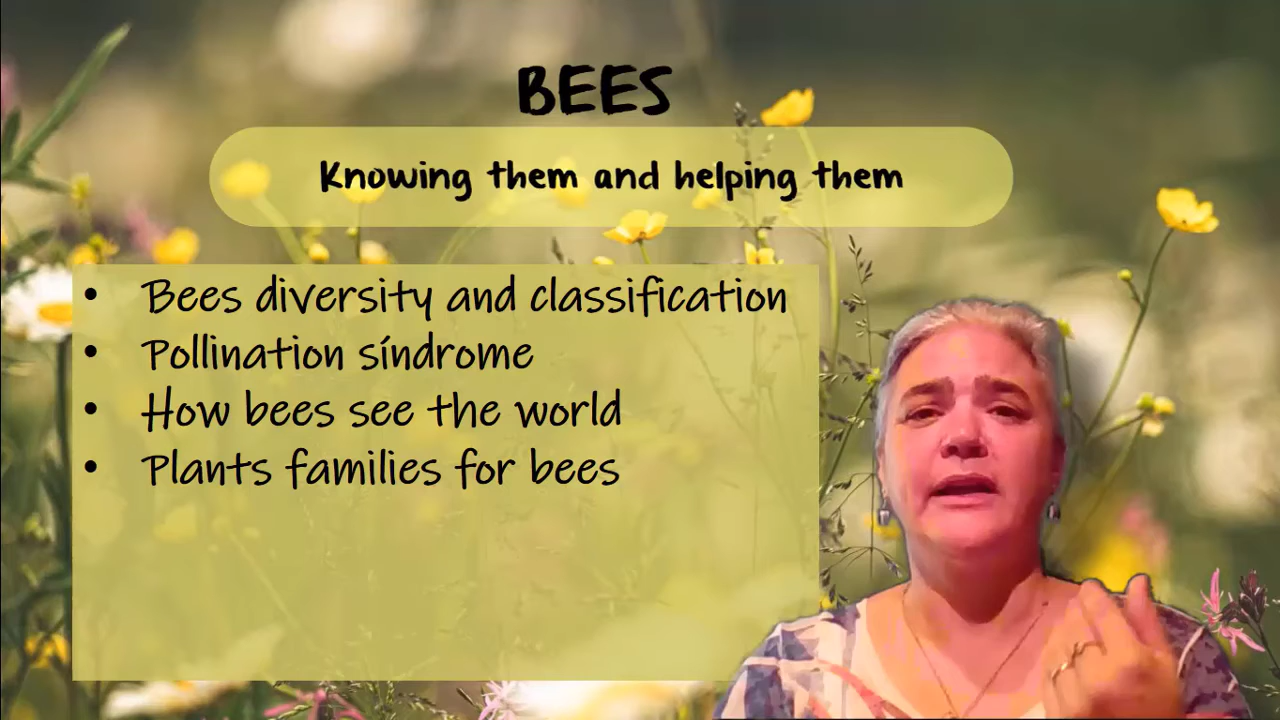 BEES
Knowing them and helping them
• Bees diversity and classification
• Pollination síndrome
• How bees see the world
• Plants families for bees